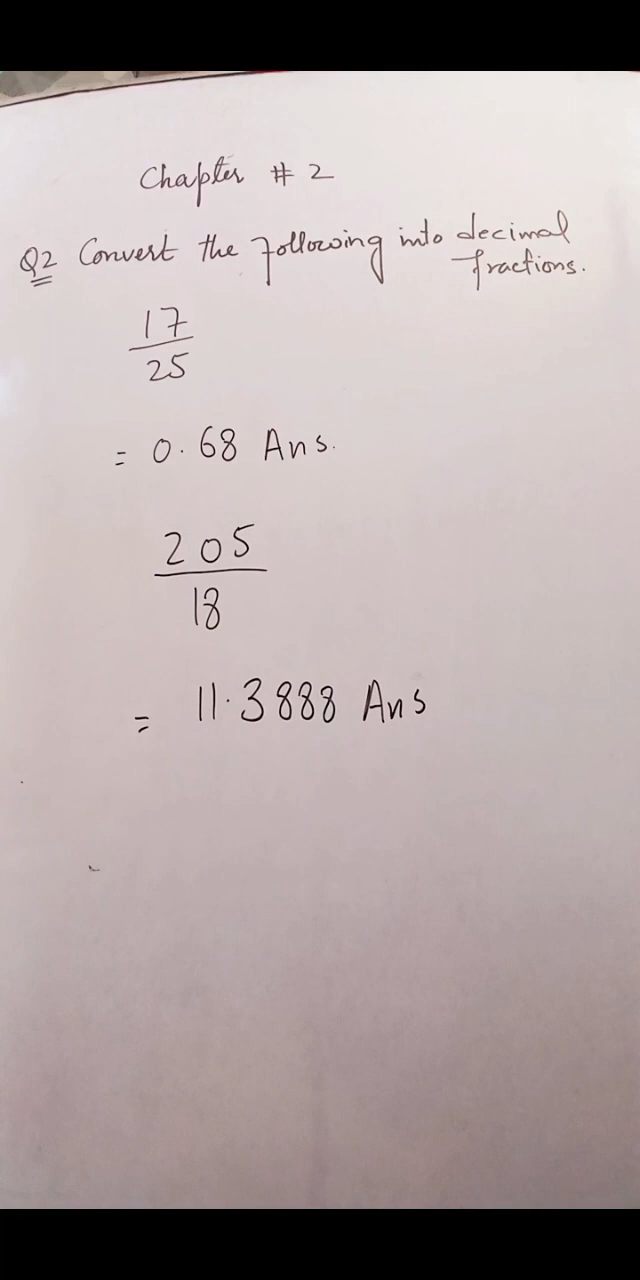 Chapter # 2
Q2 Convert the following into decimal
fractions.
17
25
= 0.68 Ans.
205
18
= 11.3888 Ans